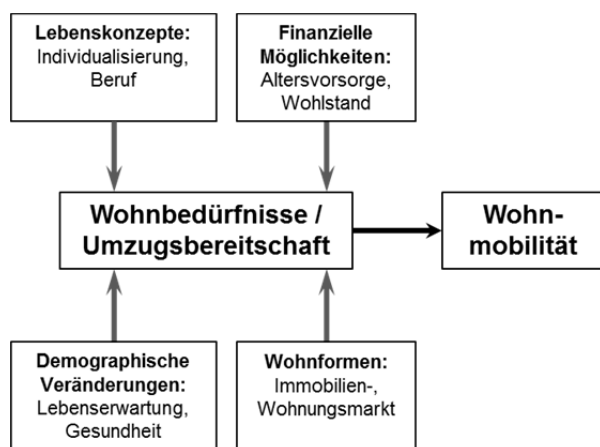 Lebenskonzepte:
Individualisierung,
Beruf
Finanzielle
Möglichkeiten:
Altersvorsorge,
Wohlstand
Wohnbedürfnisse /
Umzugsbereitschaft
Wohn-
mobilität
Demographische
Veränderungen:
Lebenserwartung,
Gesundheit
Wohnformen:
Immobilien-,
Wohnungsmarkt